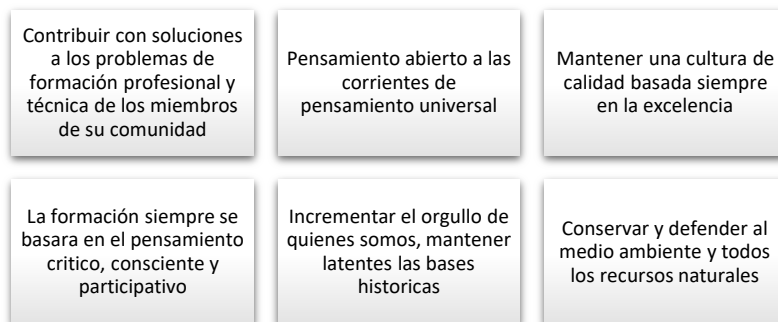 Contribuir con soluciones
a los problemas de
formación profesional y
técnica de los miembros
de su comunidad
Pensamiento abierto a las
corrientes de
pensamiento universal
Mantener una cultura de
calidad basada siempre
en la excelencia
La formación siempre se
basara en el pensamiento
critico, consciente y
participativo
Incrementar el orgullo de
quienes somos, mantener
latentes las bases
historicas
Conservar y defender al
medio ambiente y todos
los recursos naturales